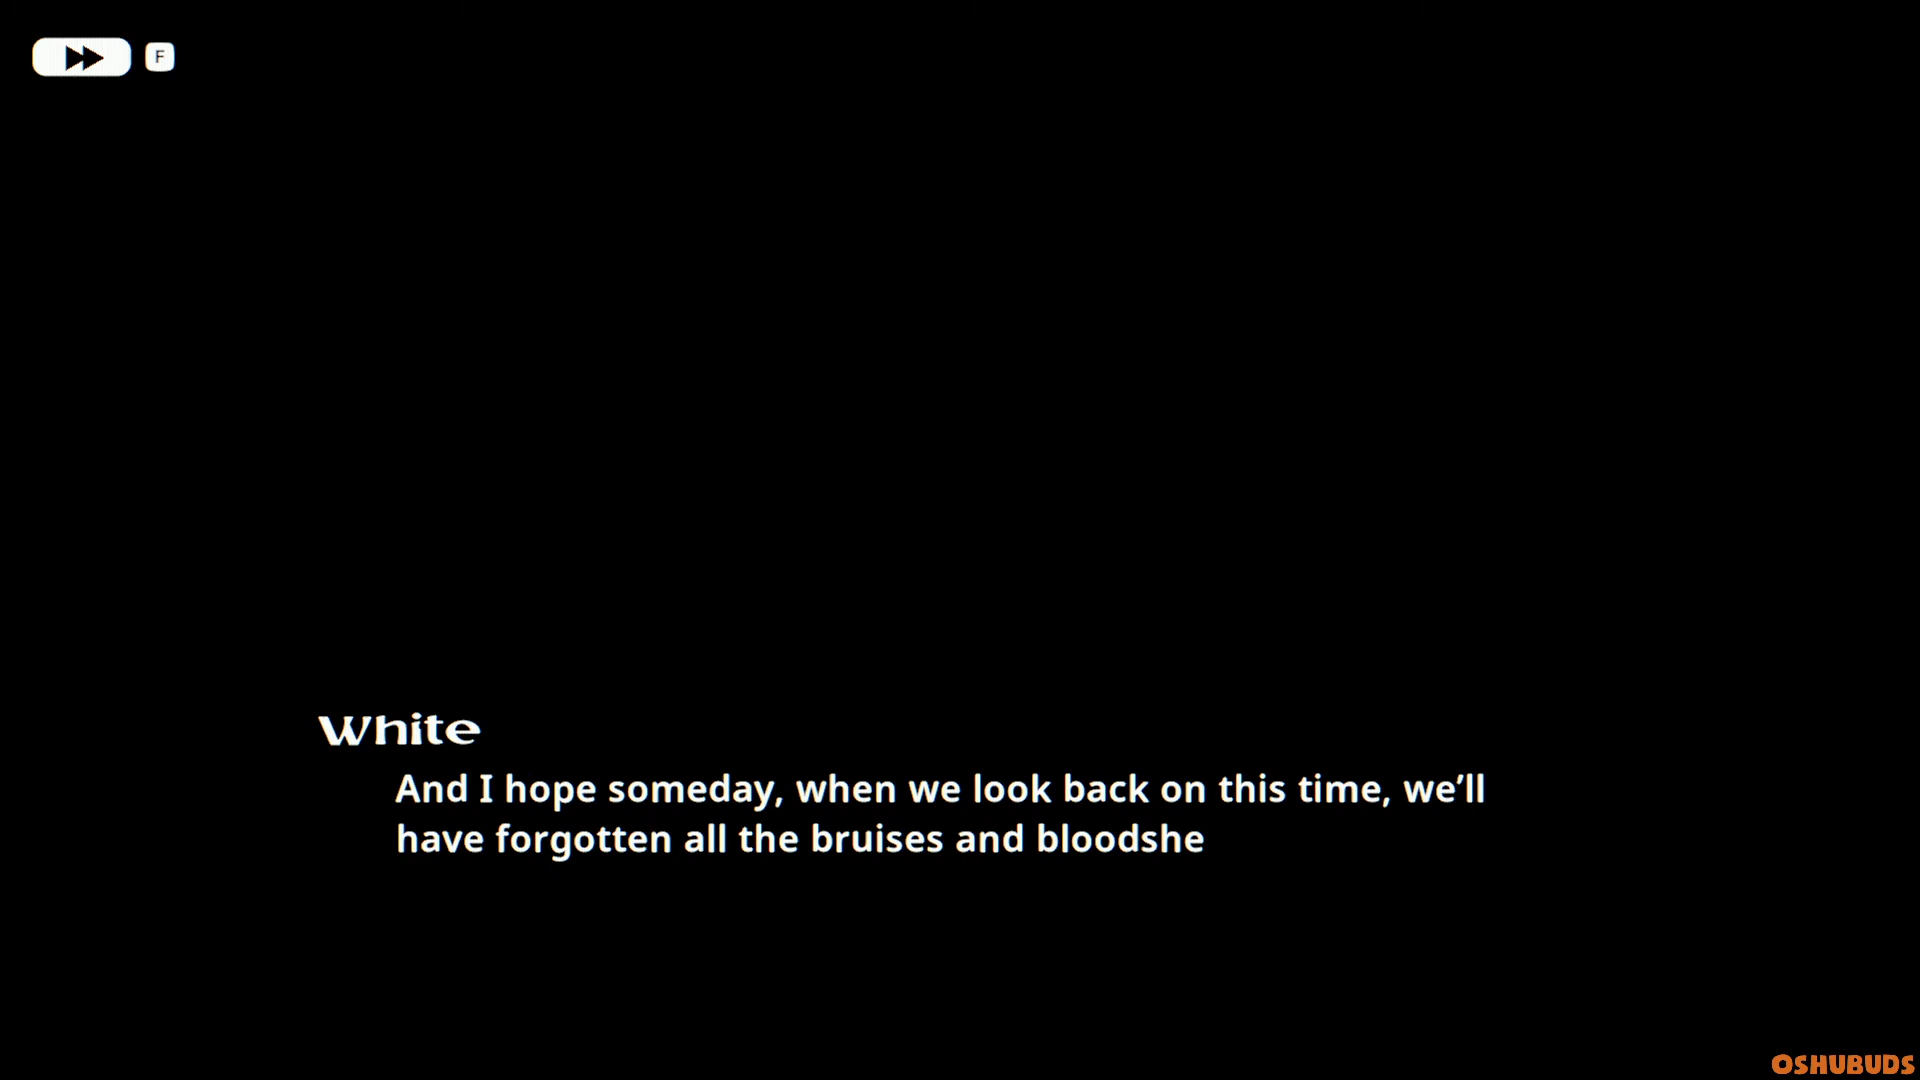 F
White
And I hope someday, when we look back on this time, we’ll
have forgotten all the bruises and bloodshe
OSHUBUDS